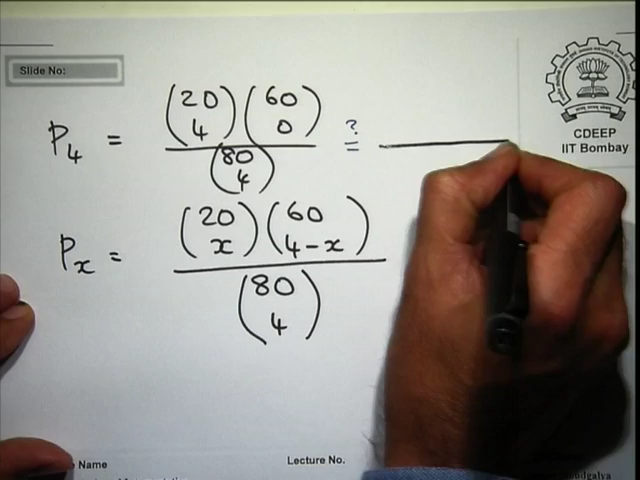 Slide No:
P₄ = (20 4)(60 0) / (80 4) ≟
Pₓ = (20 x)(60 4-x) / (80 4)
CDEEP
IIT Bombay
Name
Lecture No.